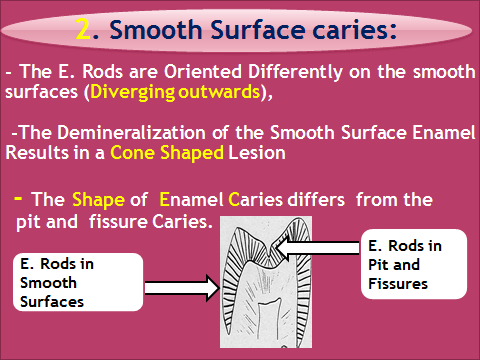 2. Smooth Surface caries:
- The E. Rods are Oriented Differently on the smooth
surfaces (Diverging outwards),
-The Demineralization of the Smooth Surface Enamel
Results in a Cone Shaped Lesion
- The Shape of Enamel Caries differs from the
pit and fissure Caries.
E. Rods in
Pit and
Fissures
E. Rods in
Smooth
Surfaces